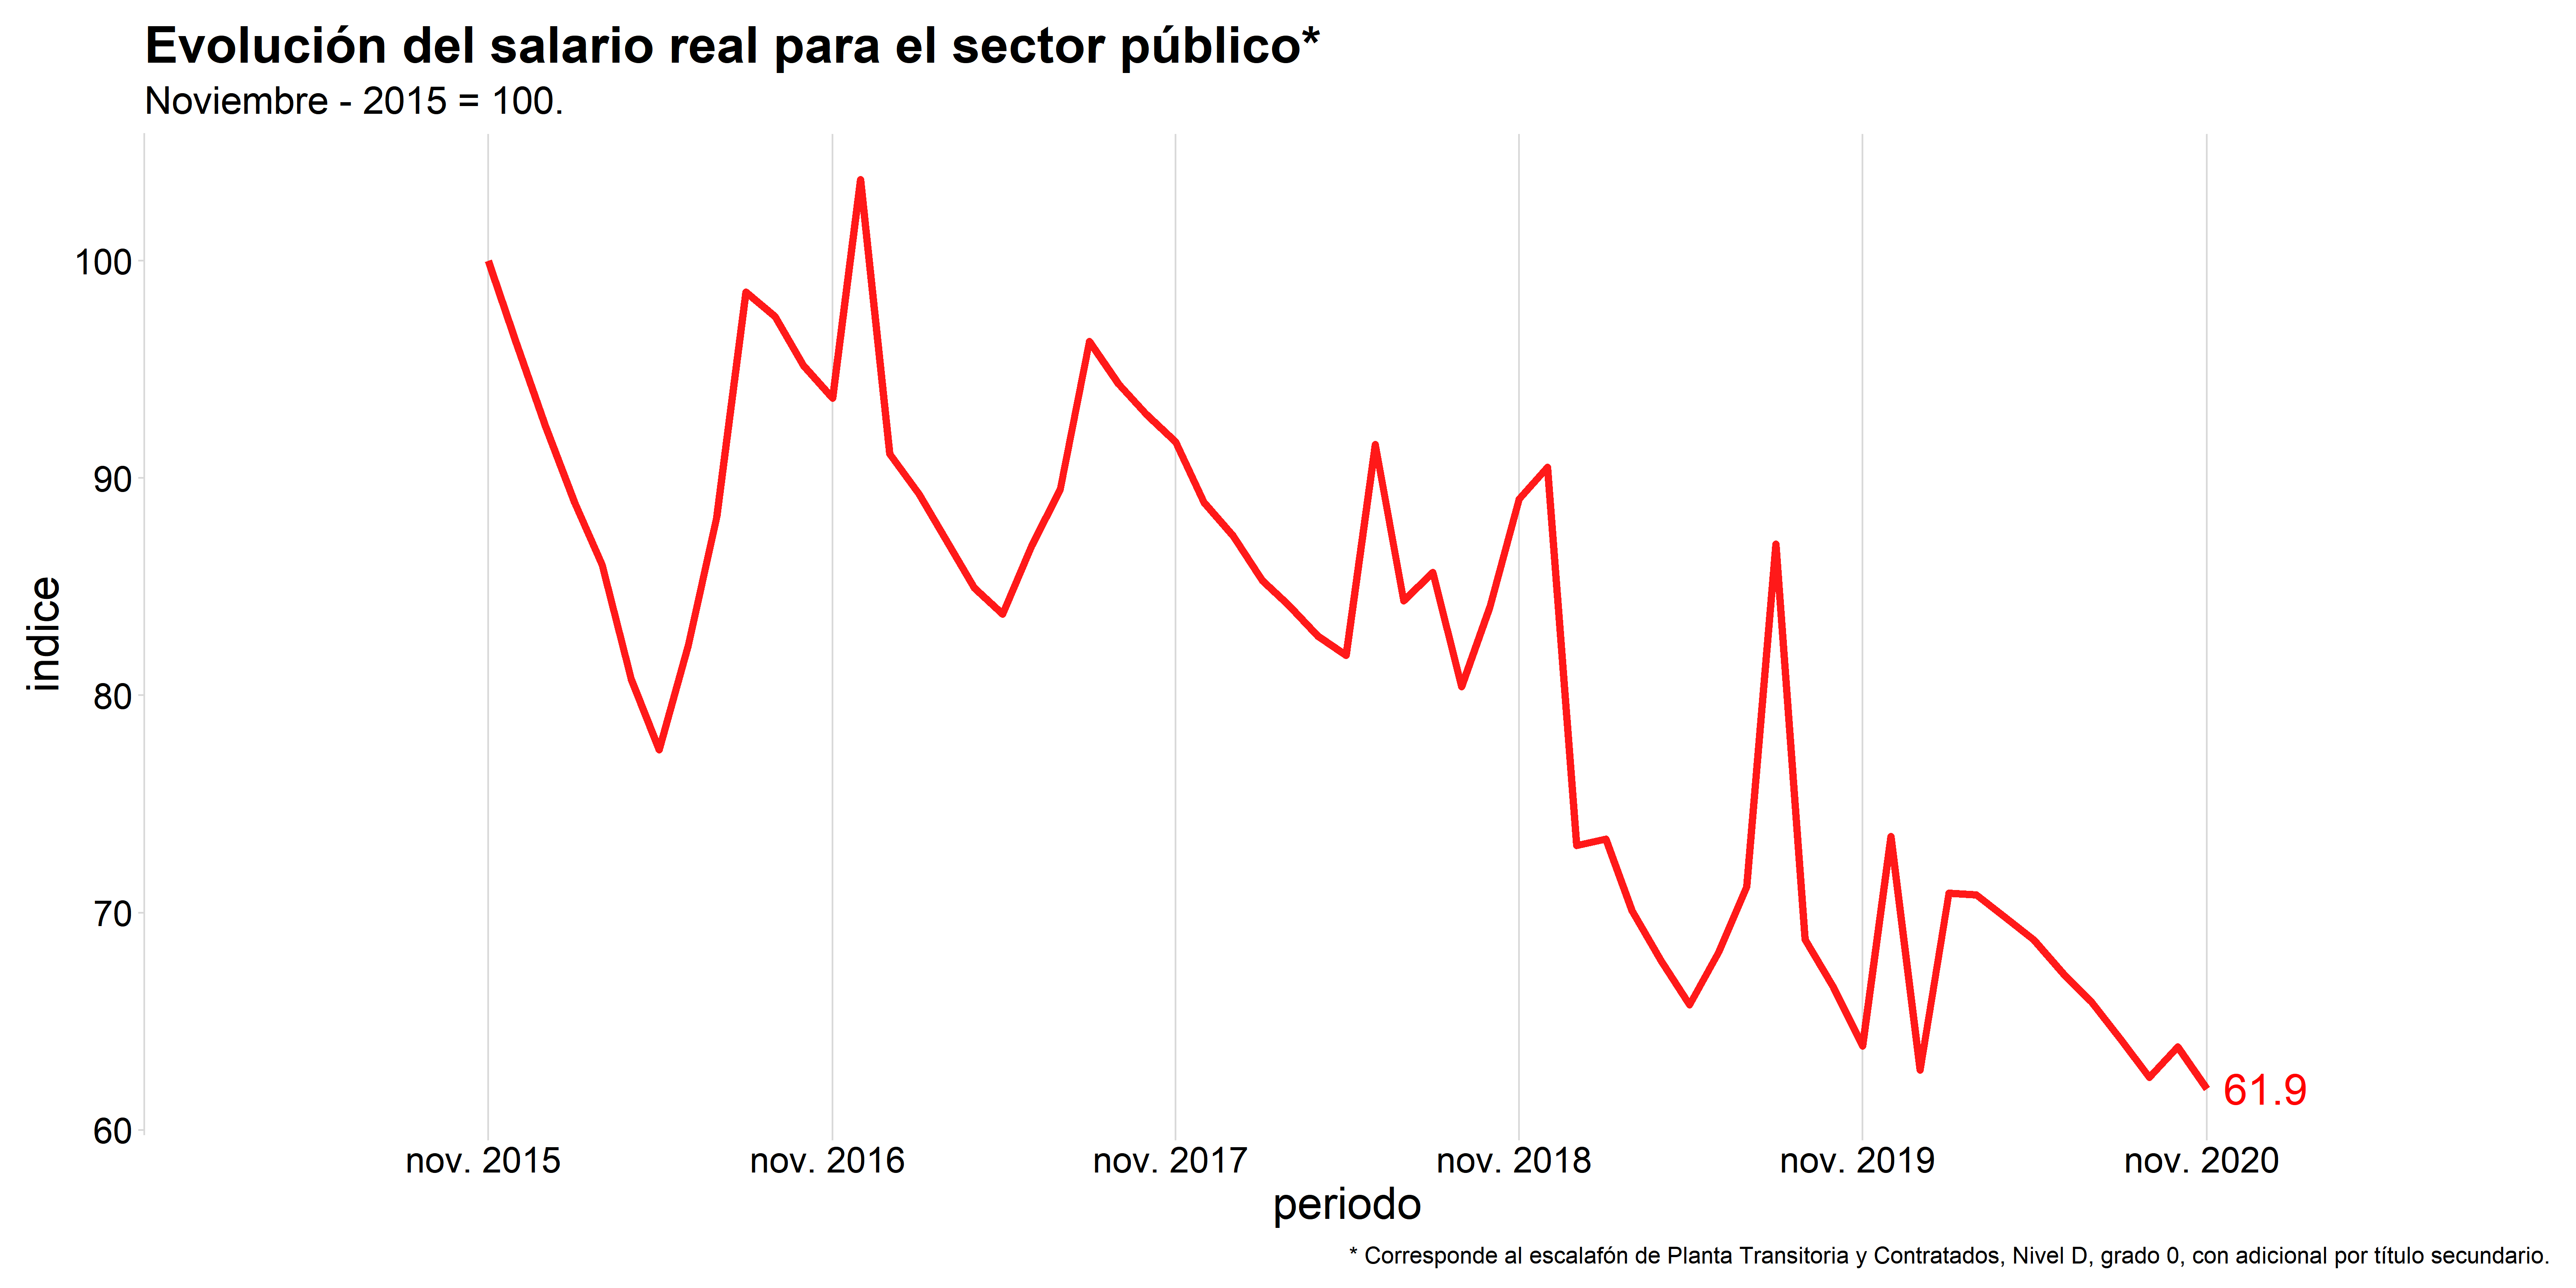 Evolución del salario real para el sector público*
Noviembre - 2015 = 100.
indice
100
90
80
70
60
61.9
nov. 2015
nov. 2016
nov. 2017
nov. 2018
nov. 2019
nov. 2020
periodo
* Corresponde al escalafón de Planta Transitoria y Contratados, Nivel D, grado 0, con adicional por título secundario.